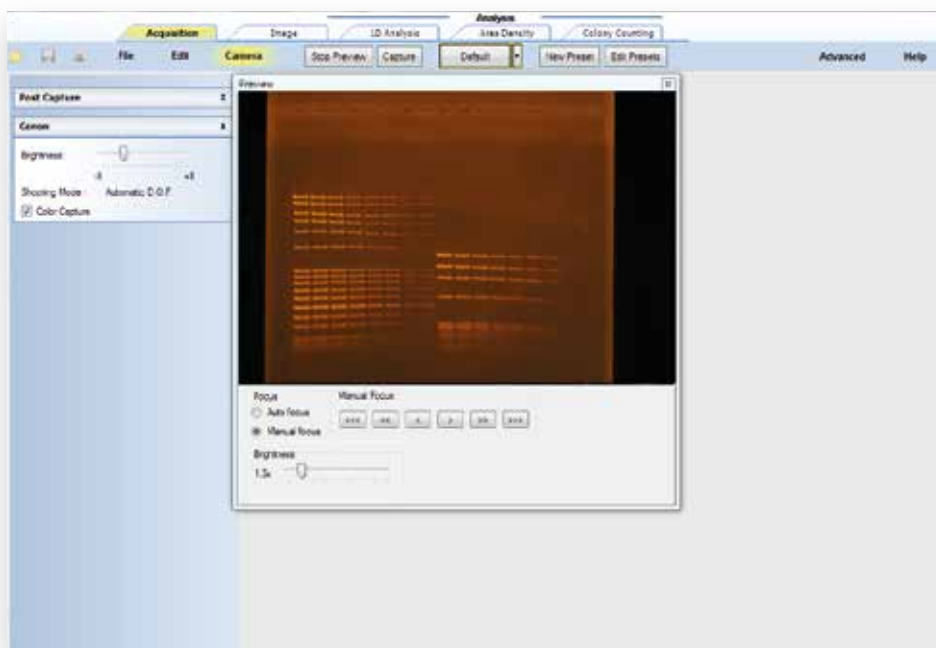 Analysis
Acquisition Image 1D Analysis Area Density Colony Counting
File Edit Camera Stop Preview Capture Default New Preset Edit Presets Advanced Help
Preview
Post Capture
Canon
Brightness
-3 +3
Shooting Mode Automatic D.O.F
Color Capture
Focus Manual Focus
Auto Focus
<<< << < > >> >>>
Manual Focus
Brightness